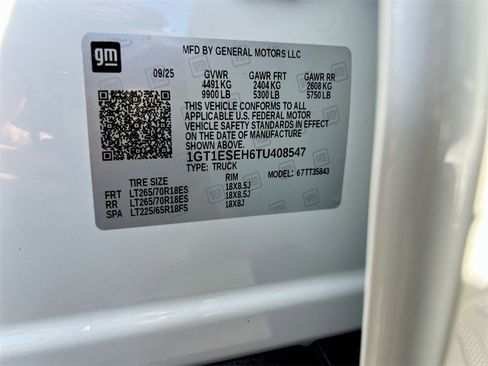 gm
MFD BY GENERAL MOTORS LLC
09/25 GVWR GAWR FRT GAWR RR
4491 KG 2404 KG 2608 KG
9900 LB 5300 LB 5750 LB
THIS VEHICLE CONFORMS TO ALL
APPLICABLE U.S. FEDERAL MOTOR
VEHICLE SAFETY STANDARDS IN EFFECT
ON THE DATE OF MANUFACTURE
SHOWN ABOVE.
1GT1ESEH6TU408547
TYPE: TRUCK MODEL: 67TT35843
TIRE SIZE RIM
FRT LT265/70R18ES 18X8.5J
RR LT265/70R18ES 18X8.5J
SPA LT225/65R18FS 18X8J